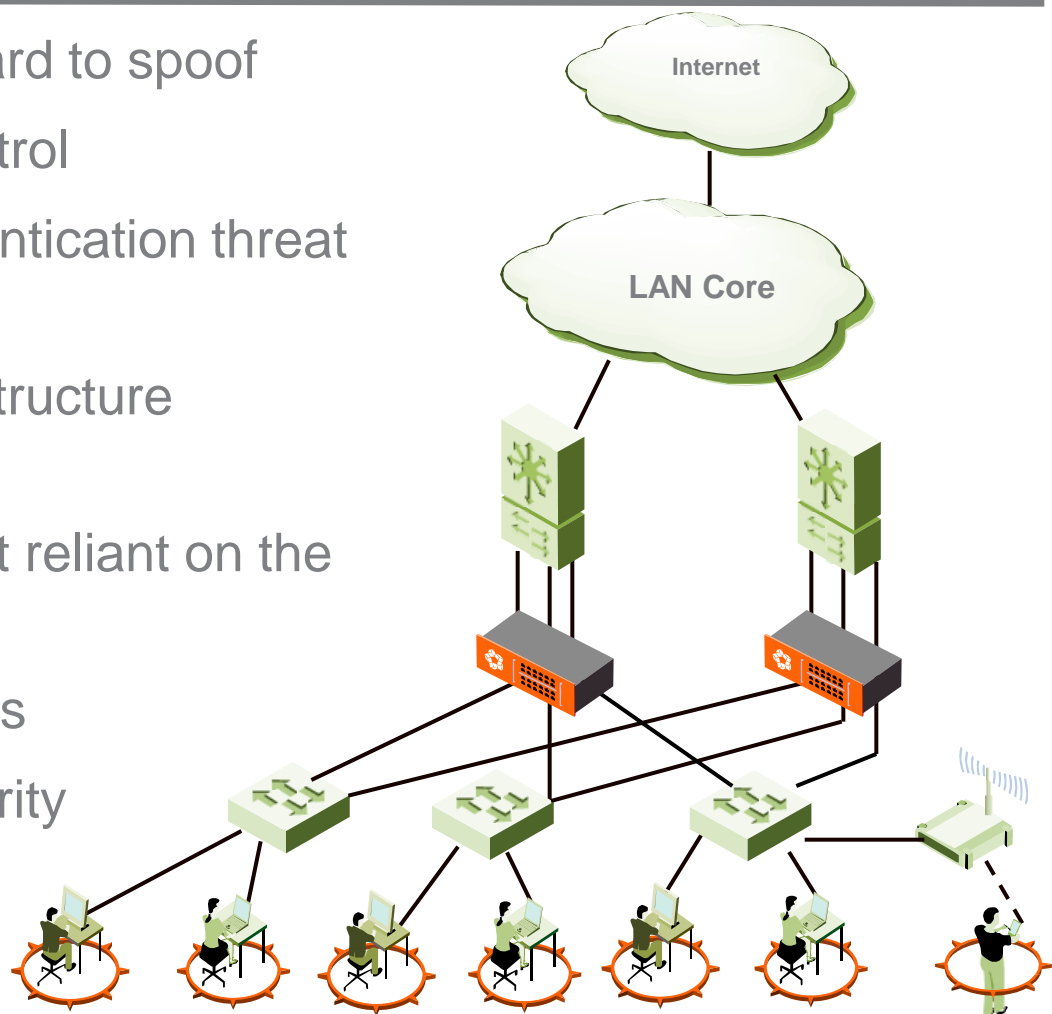 ard to spoof
trol
ntication threat
tructure
t reliant on the
s
rity
Internet
LAN Core